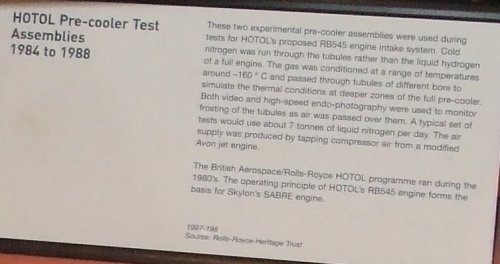 HOTOL Pre-cooler Test
Assemblies
1984 to 1988
These two experimental pre-cooler assemblies were used during
tests for HOTOL's proposed RB545 engine intake system. Cold
nitrogen was run through the tubules rather than the liquid hydrogen
of a full engine. The gas was conditioned at a range of temperatures
around –160 ° C and passed through tubules of different bore to
simulate the thermal conditions at deeper zones of the full pre-cooler.
Both video and high-speed endo-photography were used to monitor
frosting of the tubules as air was passed over them. A typical set of
tests would use about 7 tonnes of liquid nitrogen per day. The air
supply was produced by tapping compressor air from a modified
Avon jet engine.
The British Aerospace/Rolls-Royce HOTOL programme ran during the
1980's. The operating principle of HOTOL's RB545 engine forms the
basis for Skylon's SABRE engine.
1997-198
Source: Rolls-Royce Heritage Trust